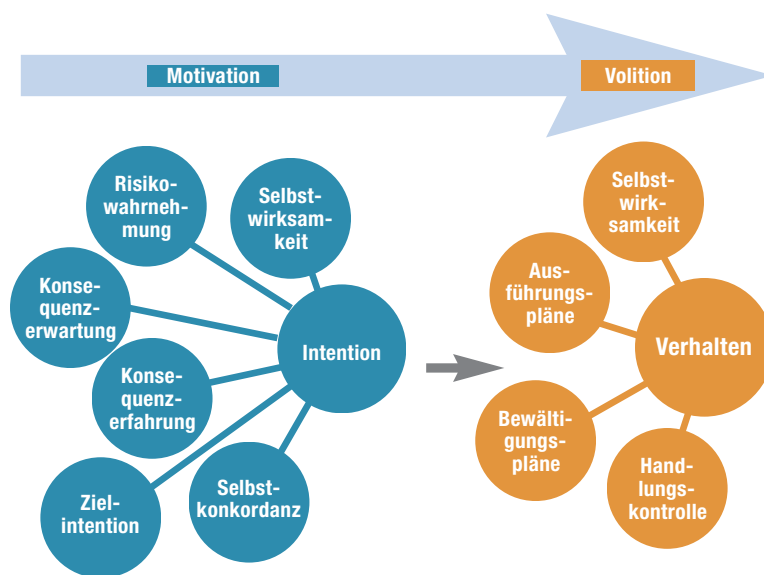 Motivation
Volition
Risiko-
wahrneh-
mung
Selbst-
wirksam-
keit
Konse-
quenz-
erwartung
Konse-
quenz-
erfahrung
Ziel-
intention
Selbst-
konkordanz
Intention
Selbst-
wirk-
samkeit
Aus-
führungs-
pläne
Bewälti-
gungs-
pläne
Hand-
lungs-
kontrolle
Verhalten